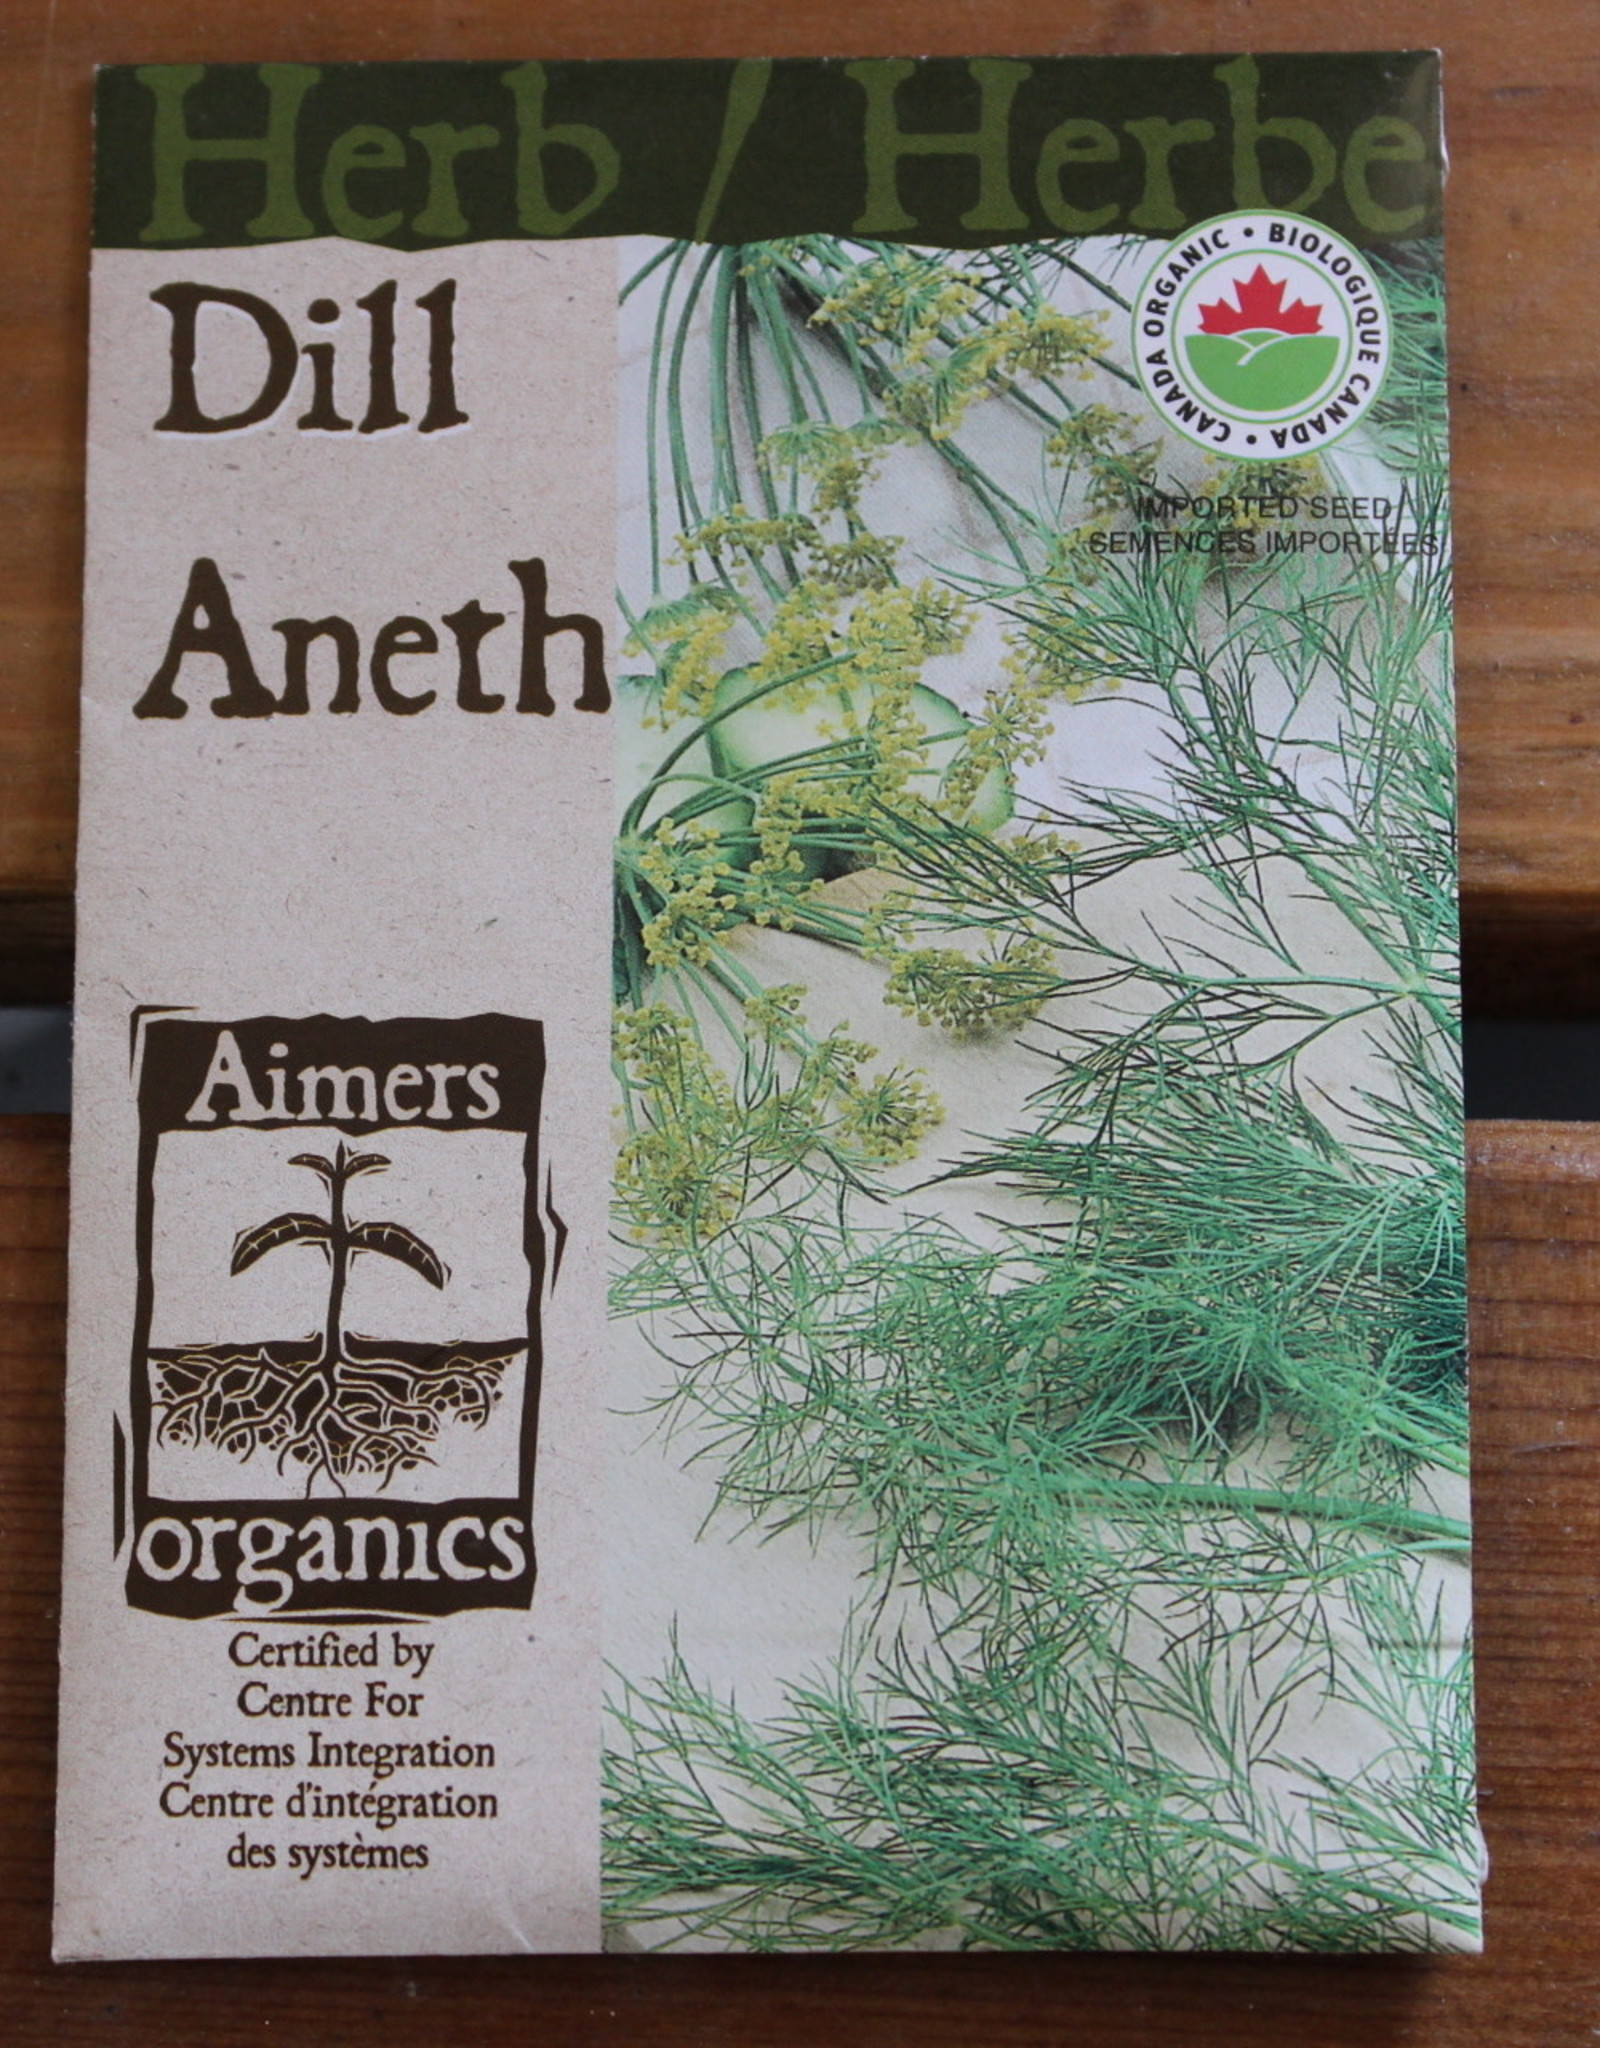 Herb / Herbe
Dill
Aneth
CANADA ORGANIC • BIOLOGIQUE CANADA •
IMPORTED SEED/
SEMENCES IMPORTÉES
Aimers
organics
Certified by
Centre For
Systems Integration
Centre d'intégration
des systèmes